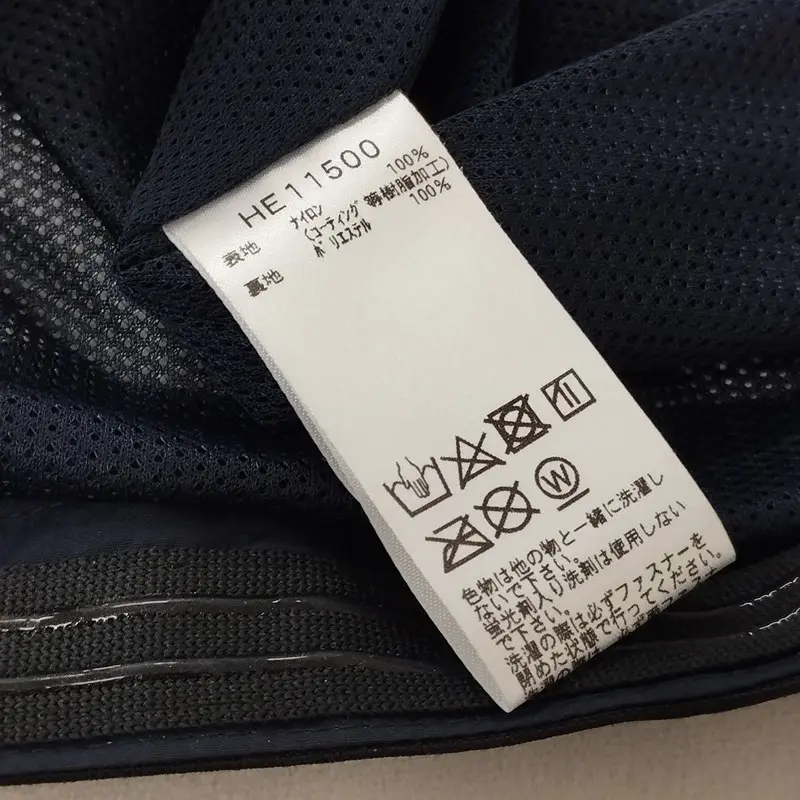 HE11500
表地 ナイロン 100%
(コーティング等樹脂加工)
裏地 ポリエステル 100%
W
色物は他の物と一緒に洗濯し
ないで下さい。
蛍光剤入り洗剤は使用しない
で下さい。
洗濯の際は必ずファスナーを
閉めた状態で行ってください。